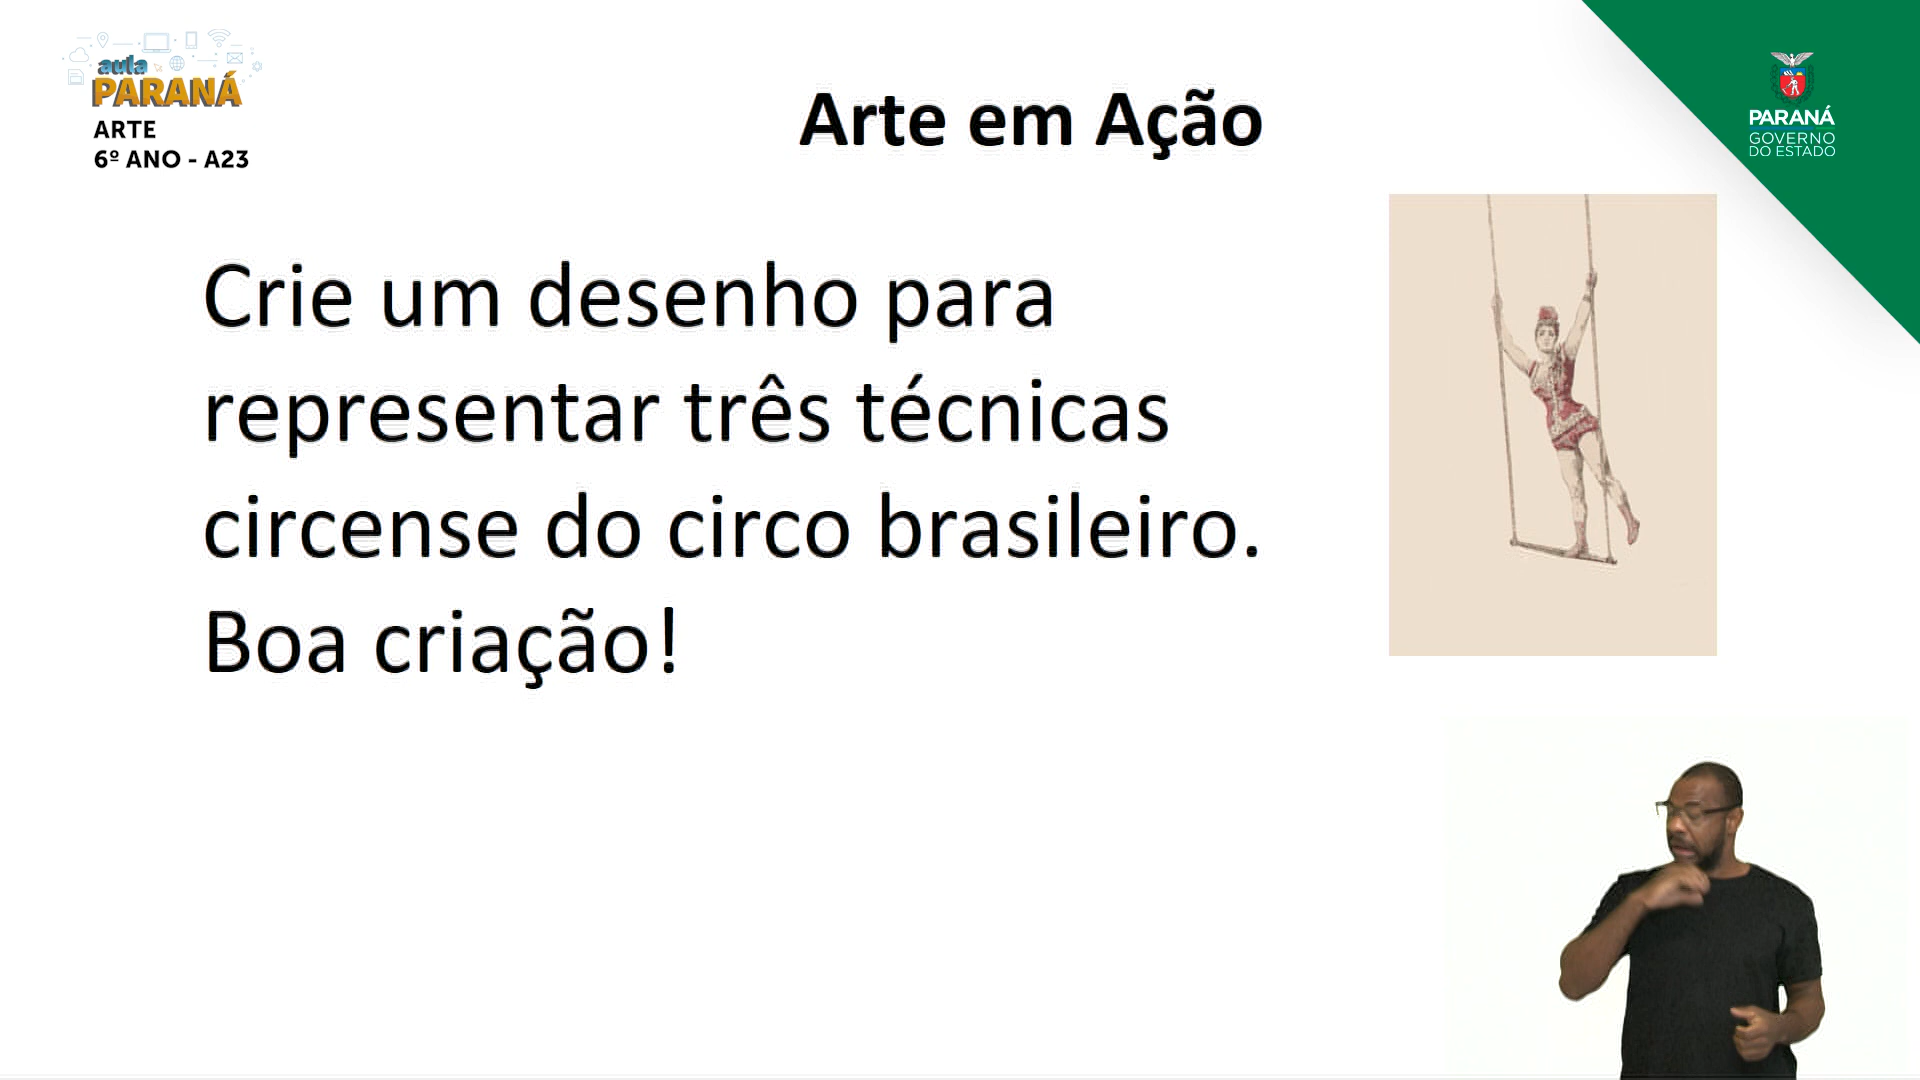 aula
PARANÁ
ARTE
6º ANO - A23
Arte em Ação
PARANÁ
GOVERNO
DO ESTADO
Crie um desenho para
representar três técnicas
circense do circo brasileiro.
Boa criação!